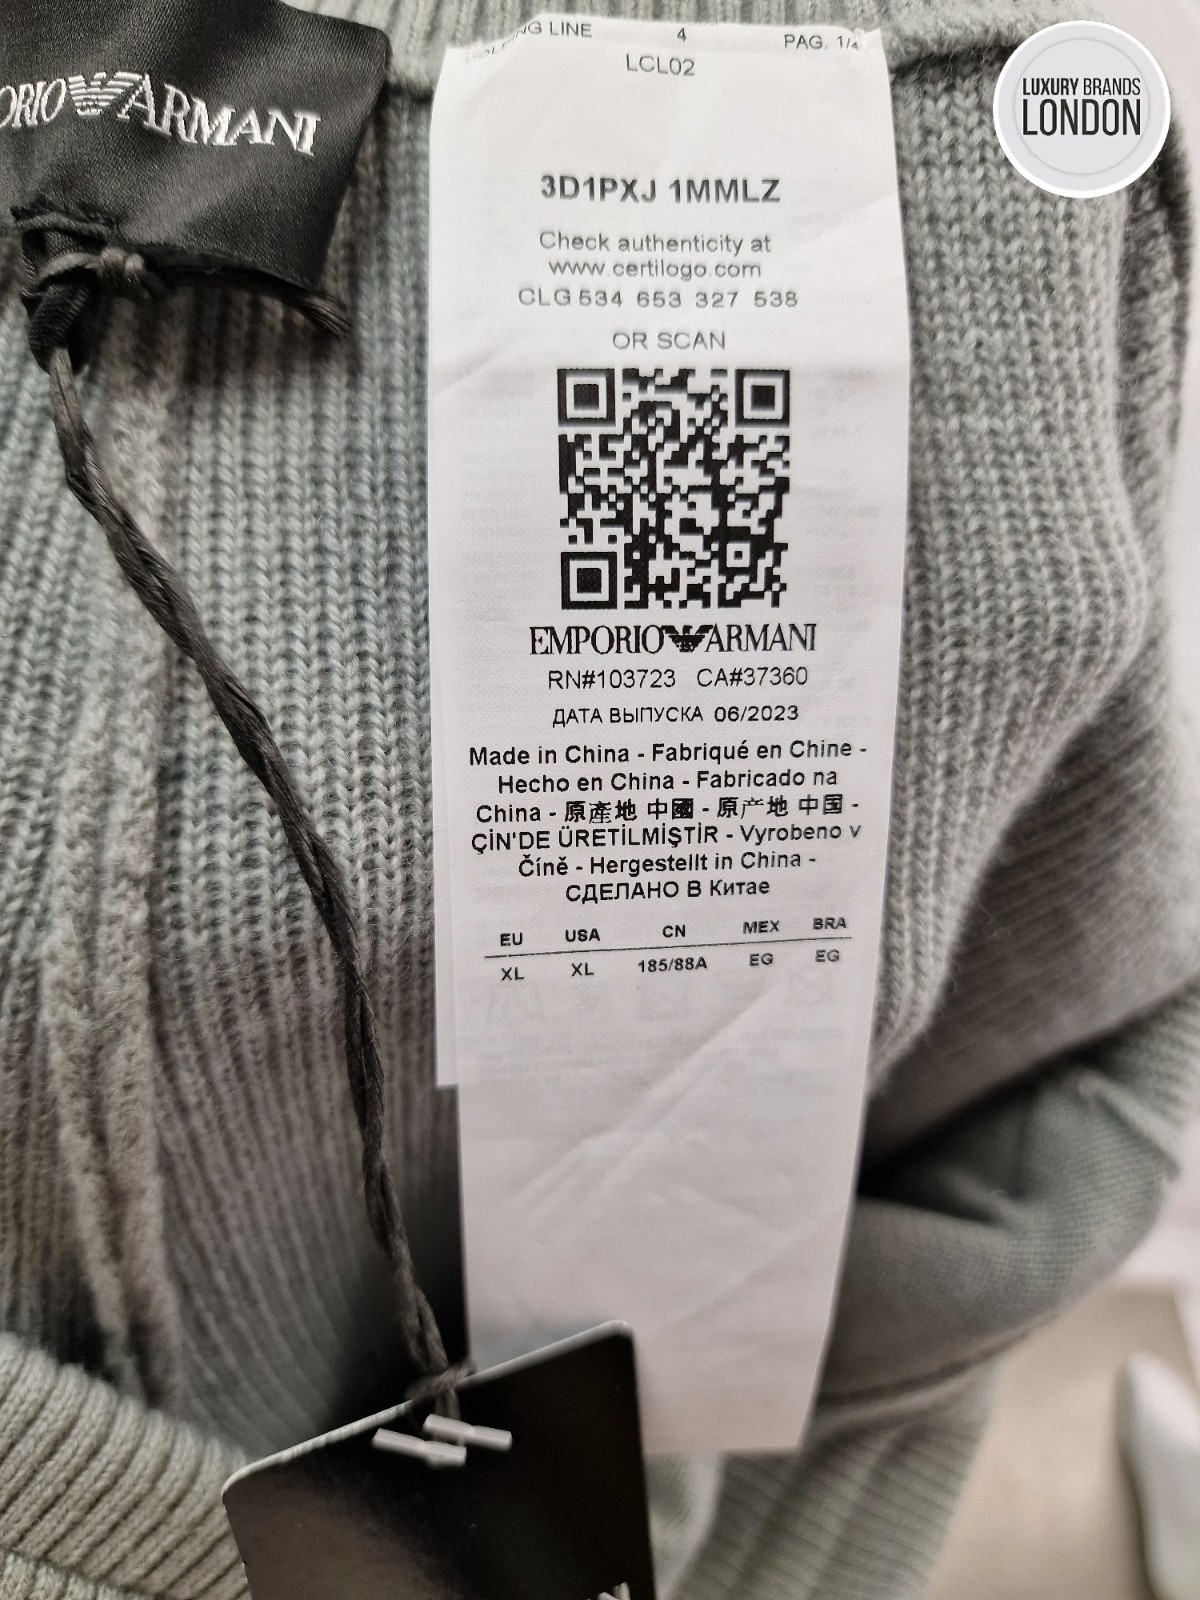 ORIO ARMANI
LUXURY BRANDS
LONDON
NG LINE 4 PAG. 1/4
LCL02
3D1PXJ 1MMLZ
Check authenticity at
www.certilogo.com
CLG 534 653 327 538
OR SCAN
EMPORIO ARMANI
RN#103723 CA#37360
ДАТА ВЫПУСКА 06/2023
Made in China - Fabriqué en Chine -
Hecho en China - Fabricado na
China - 原產地 中國 - 原产地 中国 -
ÇİN'DE ÜRETİLMİŞTİR - Vyrobeno v
Číně - Hergestellt in China -
СДЕЛАНО В Китае
EU USA CN MEX BRA
XL XL 185/88A EG EG